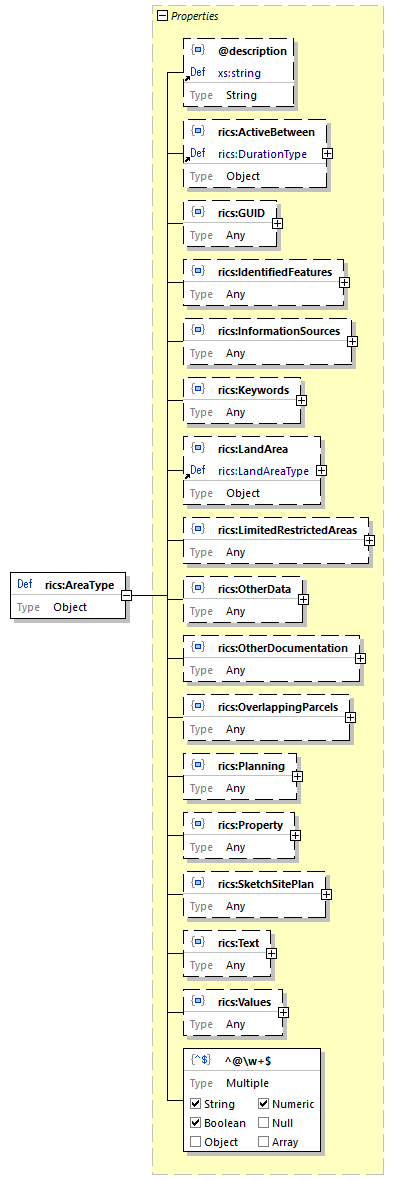 Properties
@description
Def xs:string
Type String
rics:ActiveBetween
Def rics:DurationType
Type Object
rics:GUID
Type Any
rics:IdentifiedFeatures
Type Any
rics:InformationSources
Type Any
rics:Keywords
Type Any
rics:LandArea
Def rics:LandAreaType
Type Object
rics:LimitedRestrictedAreas
Type Any
Def rics:AreaType
Type Object
rics:OtherData
Type Any
rics:OtherDocumentation
Type Any
rics:OverlappingParcels
Type Any
rics:Planning
Type Any
rics:Property
Type Any
rics:SketchSitePlan
Type Any
rics:Text
Type Any
rics:Values
Type Any
{^$} ^@\w+$
Type Multiple
String Numeric
Boolean Null
Object Array